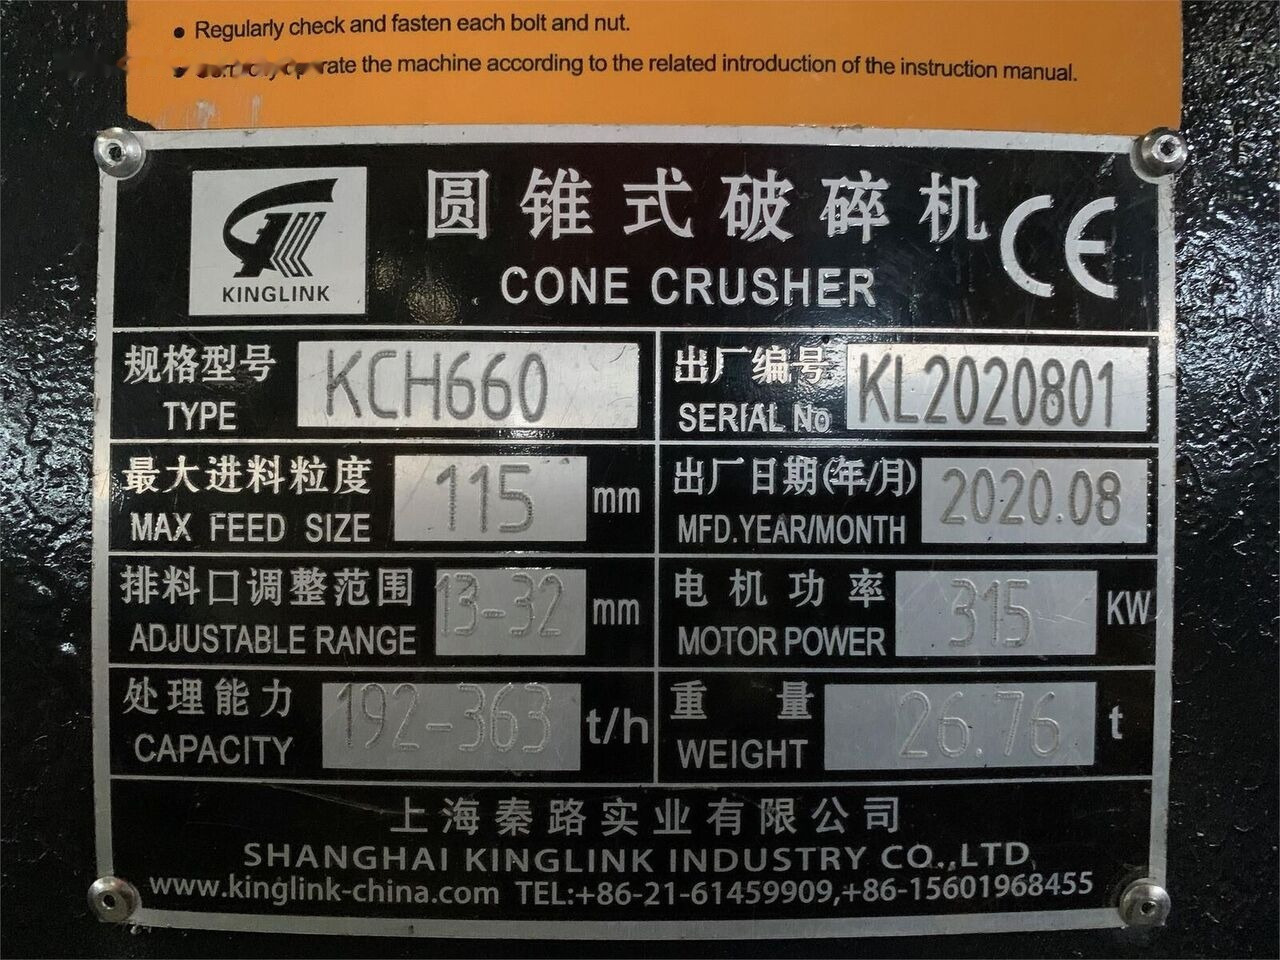 • Regularly check and fasten each bolt and nut.
rate the machine according to the related introduction of the instruction manual.
KINGLINK
圆锥式破碎机
CE
CONE CRUSHER
规格型号 KCH660
TYPE
出厂编号 KL2020801
SERIAL No
最大进料粒度 115 mm
MAX FEED SIZE
出厂日期(年/月) 2020.08
MFD.YEAR/MONTH
排料口调整范围 13-32 mm
ADJUSTABLE RANGE
电机功率 315 KW
MOTOR POWER
处理能力 192-363 t/h
CAPACITY
重量 26.76 t
WEIGHT
上海秦路实业有限公司
SHANGHAI KINGLINK INDUSTRY CO.,LTD
www.kinglink-china.com TEL:+86-21-61459909,+86-15601968455